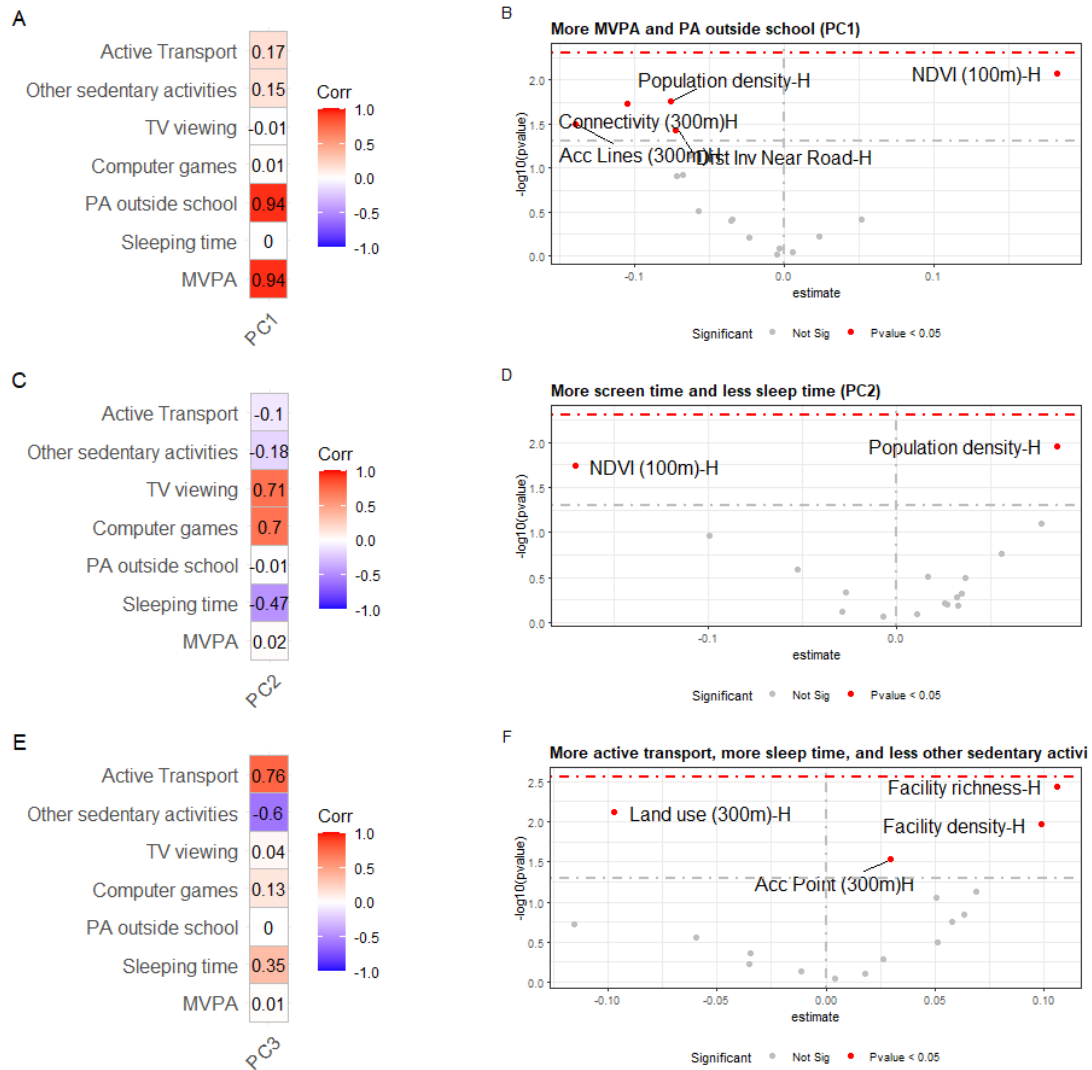 A
Active Transport 0.17
Other sedentary activities 0.15
TV viewing -0.01
Computer games 0.01
PA outside school 0.94
Sleeping time 0
MVPA 0.94
PC1
Corr
1.0
0.5
0.0
-0.5
-1.0
B
More MVPA and PA outside school (PC1)
-log10(pvalue)
2.0
1.5
1.0
0.5
0.0
NDVI (100m)-H
Population density-H
Connectivity (300m)H
Acc Lines (300m)H
Dist Inv Near Road-H
-0.1 0.0 0.1
estimate
Significant Not Sig Pvalue < 0.05
C
Active Transport -0.1
Other sedentary activities -0.18
TV viewing 0.71
Computer games 0.7
PA outside school -0.01
Sleeping time -0.47
MVPA 0.02
PC2
Corr
1.0
0.5
0.0
-0.5
-1.0
D
More screen time and less sleep time (PC2)
-log10(pvalue)
2.0
1.5
1.0
0.5
0.0
Population density-H
NDVI (100m)-H
-0.1 0.0
estimate
Significant Not Sig Pvalue < 0.05
E
Active Transport 0.76
Other sedentary activities -0.6
TV viewing 0.04
Computer games 0.13
PA outside school 0
Sleeping time 0.35
MVPA 0.01
PC3
Corr
1.0
0.5
0.0
-0.5
-1.0
F
More active transport, more sleep time, and less other sedentary activi
-log10(pvalue)
2.5
2.0
1.5
1.0
0.5
0.0
Facility richness-H
Land use (300m)-H
Facility density-H
Acc Point (300m)H
-0.10 -0.05 0.00 0.05 0.10
estimate
Significant Not Sig Pvalue < 0.05